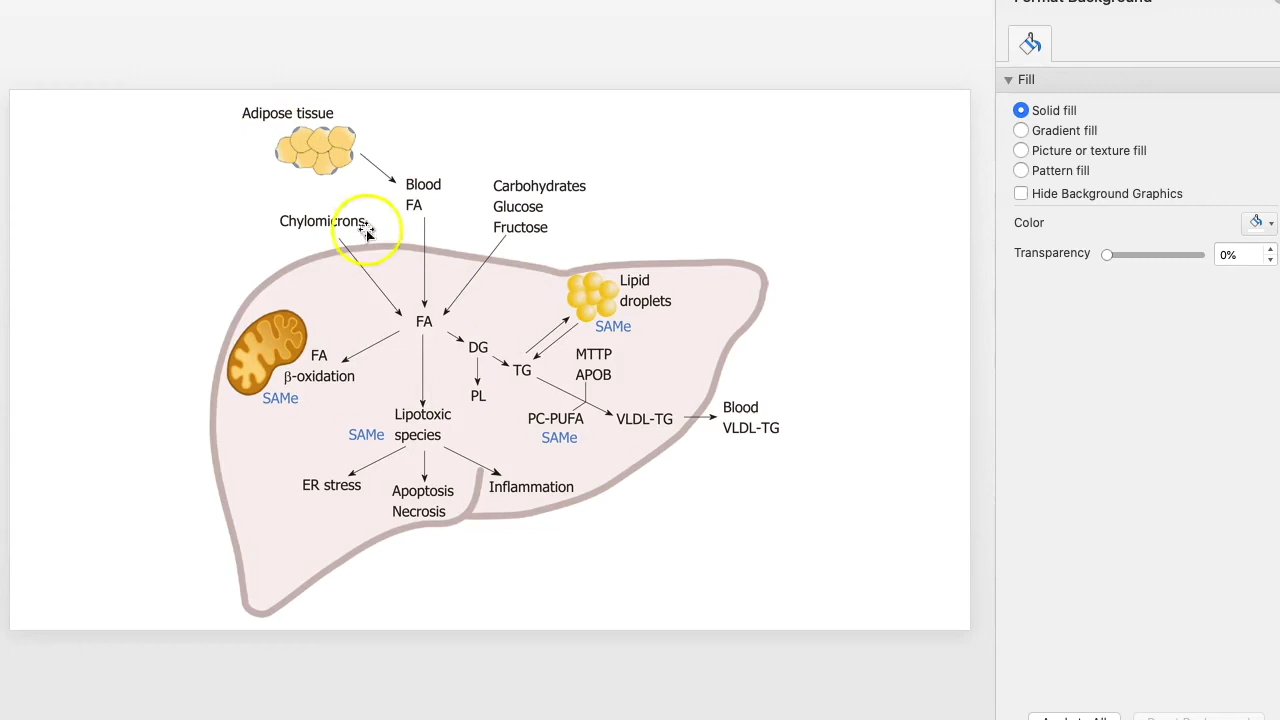 Format Background
Fill
Solid fill
Gradient fill
Picture or texture fill
Pattern fill
Hide Background Graphics
Color
Transparency
0%
Adipose tissue
Blood
FA
Carbohydrates
Glucose
Fructose
Chylomicrons
Lipid
droplets
SAMe
FA
DG
TG
PL
MTTP
APOB
FA
β-oxidation
SAMe
Lipotoxic
species
SAMe
PC-PUFA
SAMe
VLDL-TG
Blood
VLDL-TG
ER stress
Apoptosis
Necrosis
Inflammation